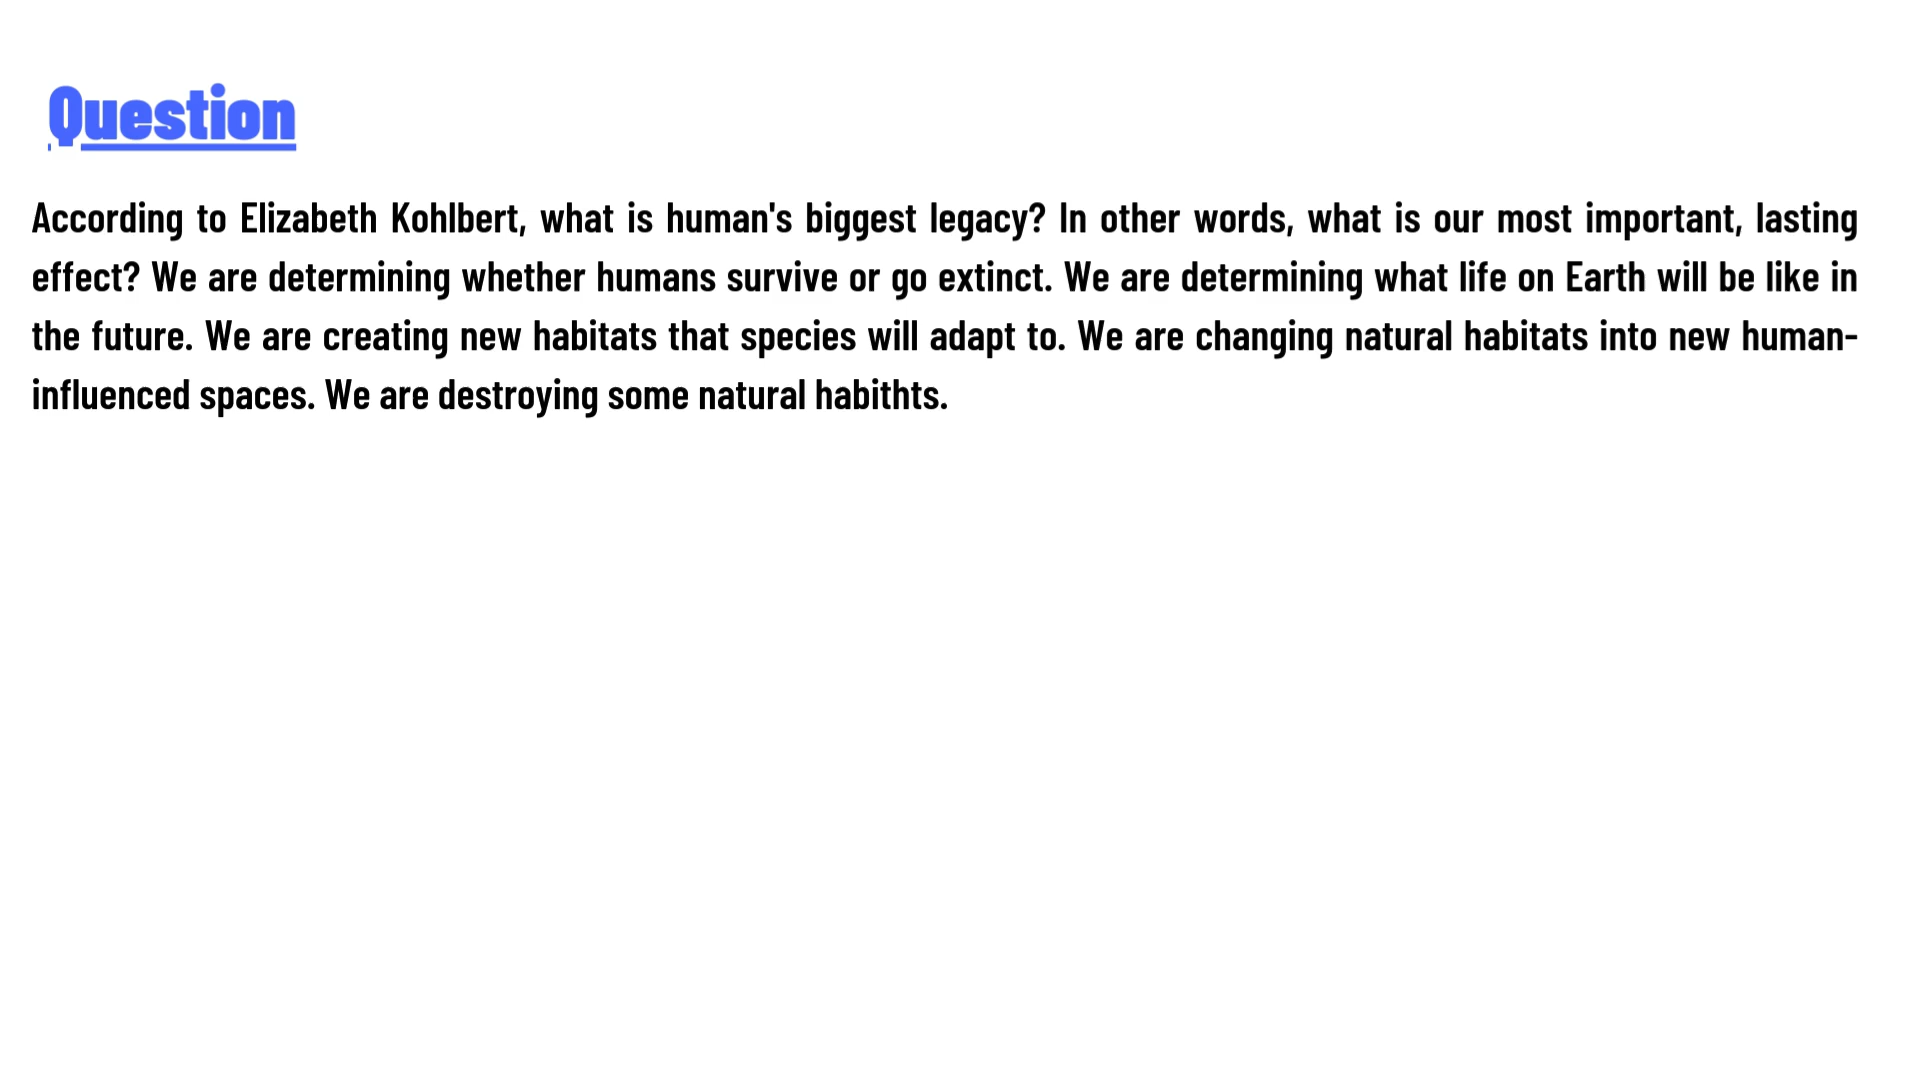 Question
According to Elizabeth Kohlbert, what is human's biggest legacy? In other words, what is our most important, lasting
effect? We are determining whether humans survive or go extinct. We are determining what life on Earth will be like in
the future. We are creating new habitats that species will adapt to. We are changing natural habitats into new human-
influenced spaces. We are destroying some natural habithts.